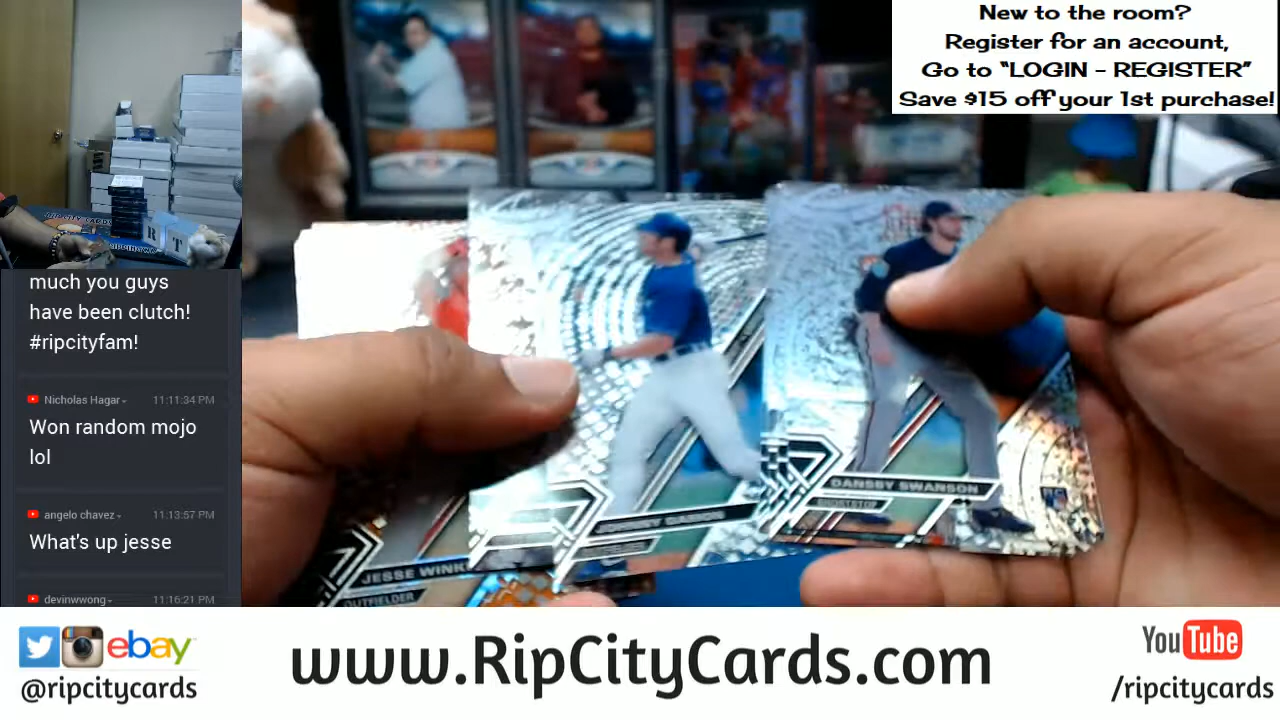 New to the room?
Register for an account,
Go to “LOGIN - REGISTER”
Save $15 off your 1st purchase!
R T
much you guys
have been clutch!
#ripcityfam!
Nicholas Hagar 11:11:34 PM
Won random mojo
lol
angelo chavez 11:13:57 PM
What's up jesse
devinwwong 11:16:21 PM
DANSBY SWANSON
SHORTSTOP
JESSE WINK
OUTFIELDER
ebay
@ripcitycards
www.RipCityCards.com
YouTube
/ripcitycards